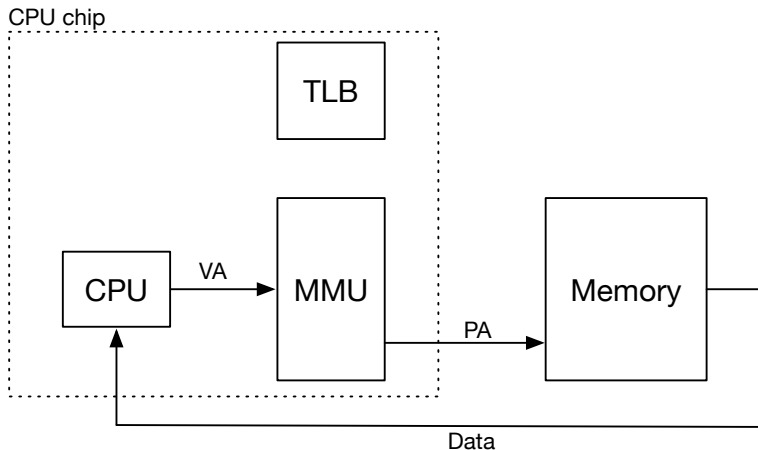 CPU chip
TLB
CPU
VA
MMU
PA
Memory
Data